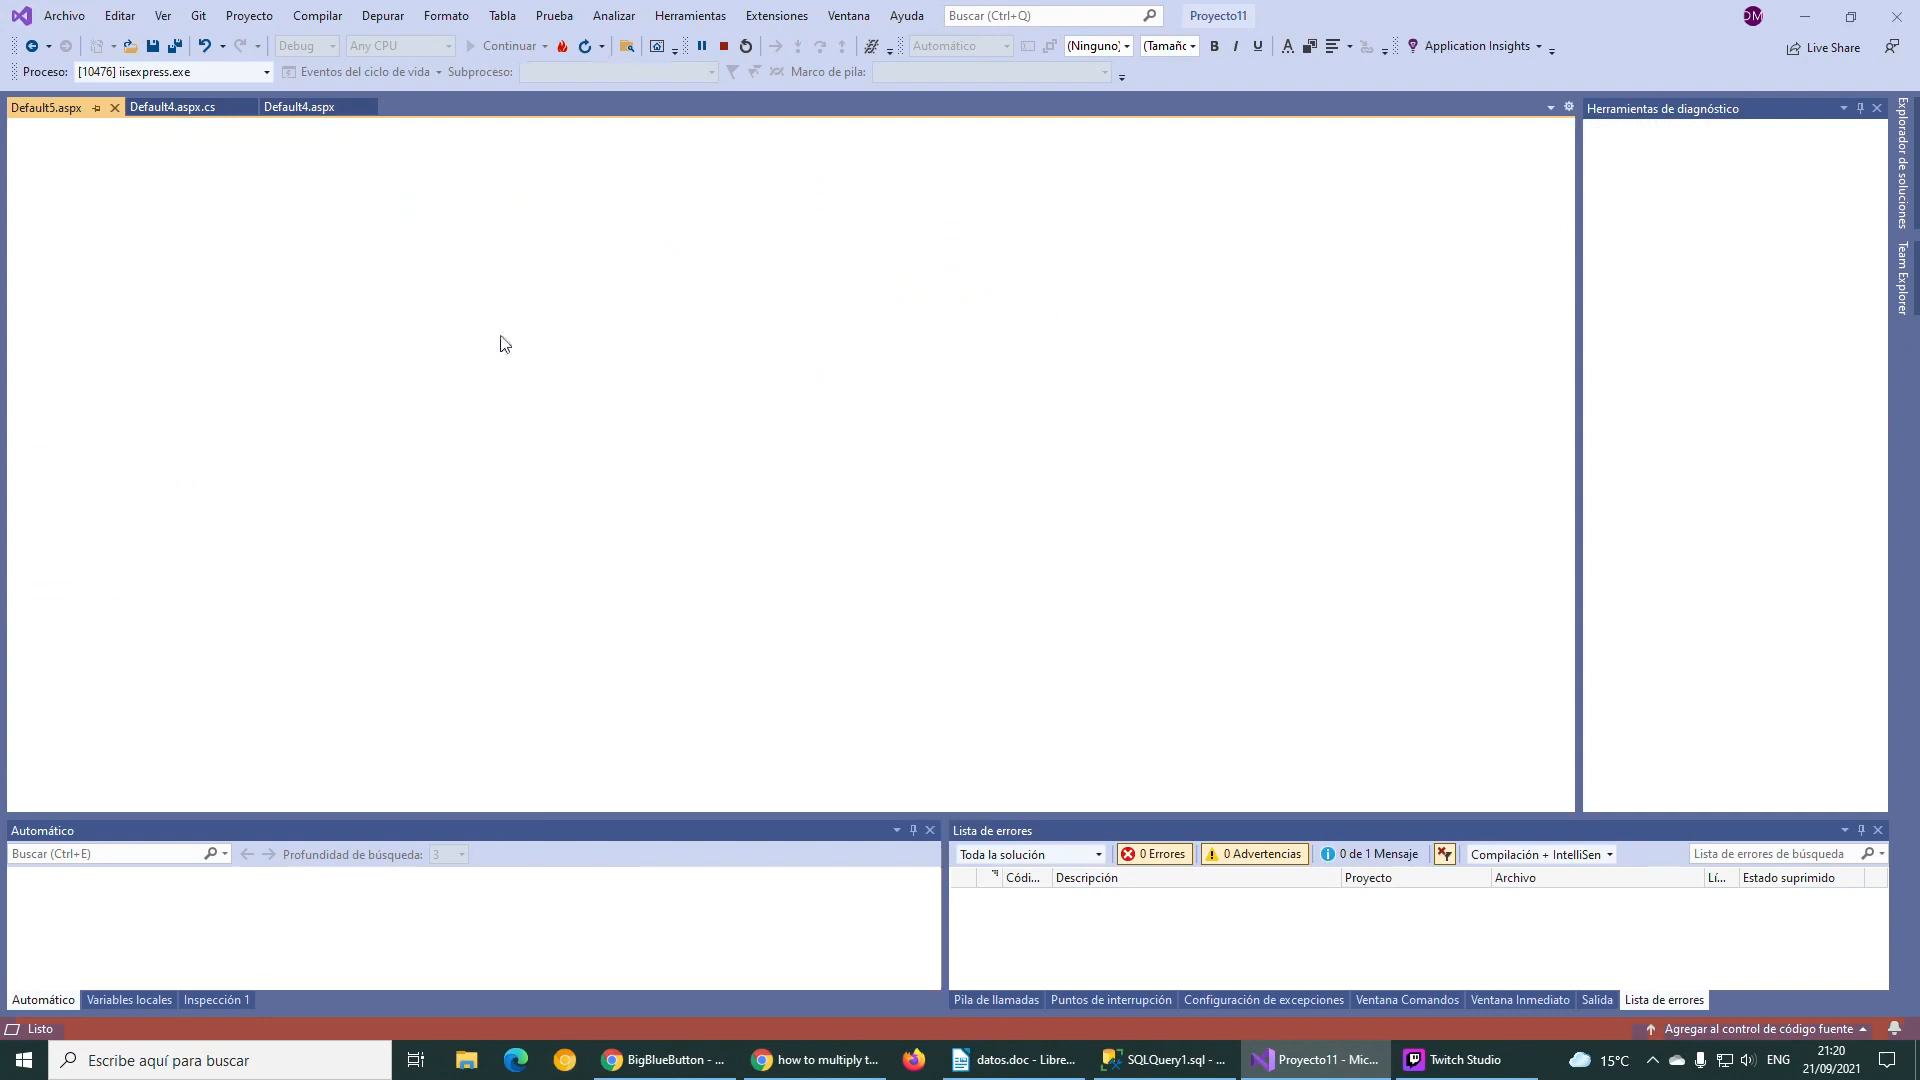 Archivo Editar Ver Git Proyecto Compilar Depurar Formato Tabla Prueba Analizar Herramientas Extensiones Ventana Ayuda Buscar (Ctrl+Q) Proyecto11 DM
Debug Any CPU Continuar Automático (Ninguno) (Tamaño B I U A Application Insights Live Share
Proceso: [10476] iisexpress.exe Eventos del ciclo de vida Subproceso: Marco de pila:
Default5.aspx Default4.aspx.cs Default4.aspx
Herramientas de diagnóstico
Explorador de soluciones
Team Explorer
Automático
Buscar (Ctrl+E) Profundidad de búsqueda: 3
Automático Variables locales Inspección 1
Lista de errores
Toda la solución 0 Errores 0 Advertencias 0 de 1 Mensaje Compilación + IntelliSen Lista de errores de búsqueda
Códi... Descripción Proyecto Archivo Lí... Estado suprimido
Pila de llamadas Puntos de interrupción Configuración de excepciones Ventana Comandos Ventana Inmediato Salida Lista de errores
Listo Agregar al control de código fuente
Escribe aquí para buscar BigBlueButton - ... how to multiply t... datos.doc - Libre... SQLQuery1.sql - ... Proyecto11 - Mic... Twitch Studio 15°C ENG 21:20
21/09/2021